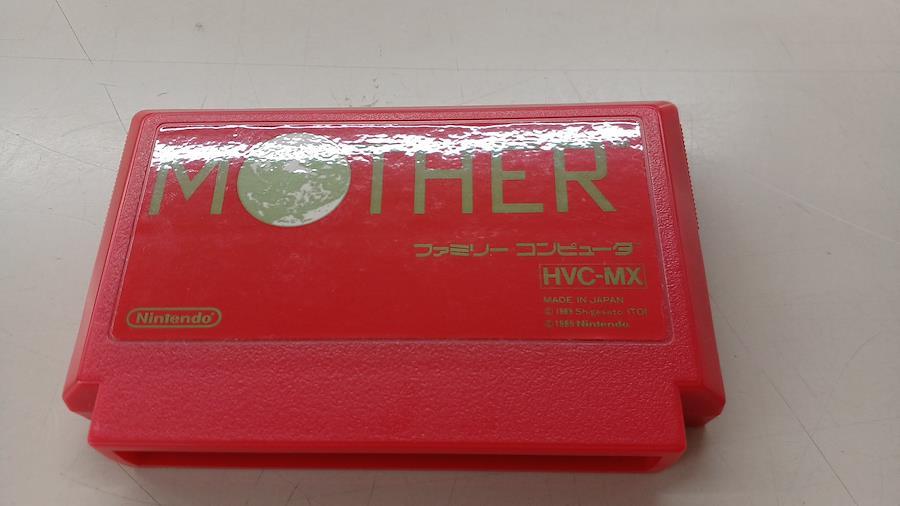 MOTHER
ファミリー コンピュータ
HVC-MX
Nintendo
MADE IN JAPAN
© 1989 Shigesato ITOI
© 1989 Nintendo